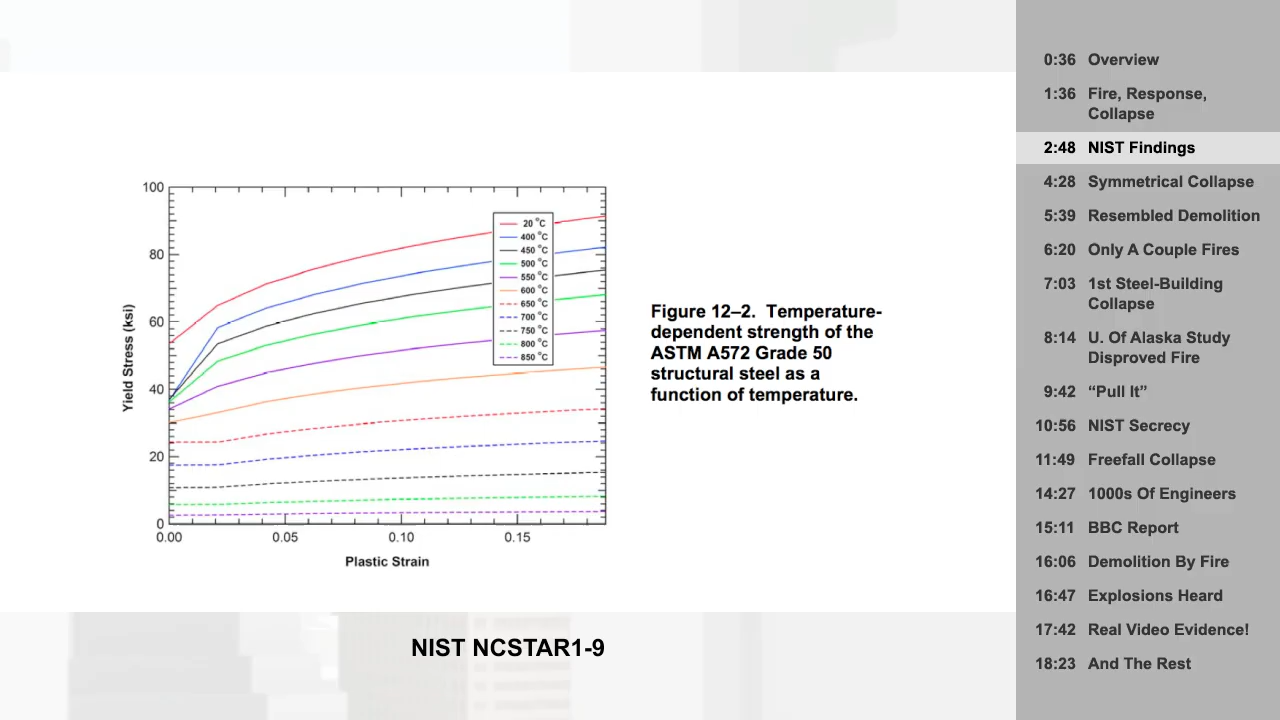 100
80
60
40
20
0
Yield Stress (ksi)
20 °C
400 °C
450 °C
500 °C
550 °C
600 °C
650 °C
700 °C
750 °C
800 °C
850 °C
0.00
0.05
0.10
0.15
Plastic Strain
Figure 12–2. Temperature-
dependent strength of the
ASTM A572 Grade 50
structural steel as a
function of temperature.
NIST NCSTAR1-9
0:36 Overview
1:36 Fire, Response,
Collapse
2:48 NIST Findings
4:28 Symmetrical Collapse
5:39 Resembled Demolition
6:20 Only A Couple Fires
7:03 1st Steel-Building
Collapse
8:14 U. Of Alaska Study
Disproved Fire
9:42 “Pull It”
10:56 NIST Secrecy
11:49 Freefall Collapse
14:27 1000s Of Engineers
15:11 BBC Report
16:06 Demolition By Fire
16:47 Explosions Heard
17:42 Real Video Evidence!
18:23 And The Rest